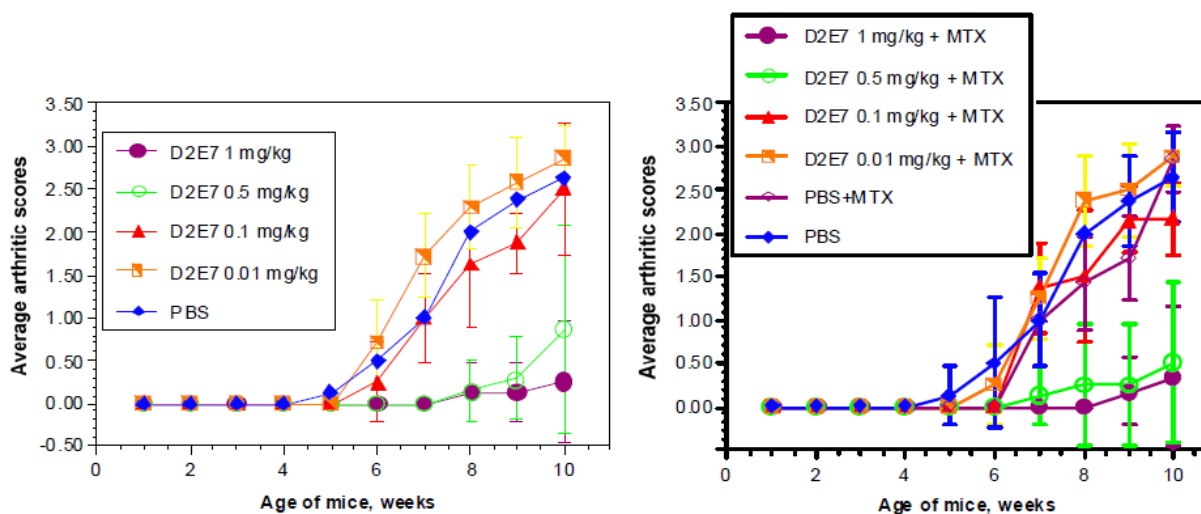 3.50
3.00
2.50
2.00
1.50
1.00
0.50
0.00
-0.50
Average arthritic scores
D2E7 1 mg/kg
D2E7 0.5 mg/kg
D2E7 0.1 mg/kg
D2E7 0.01 mg/kg
PBS
0 2 4 6 8 10
Age of mice, weeks
D2E7 1 mg/kg + MTX
D2E7 0.5 mg/kg + MTX
D2E7 0.1 mg/kg + MTX
D2E7 0.01 mg/kg + MTX
PBS+MTX
PBS
3.50
3.00
2.50
2.00
1.50
1.00
0.50
0.00
Average arthritic scores
0 2 4 6 8 10
Age of mice, weeks